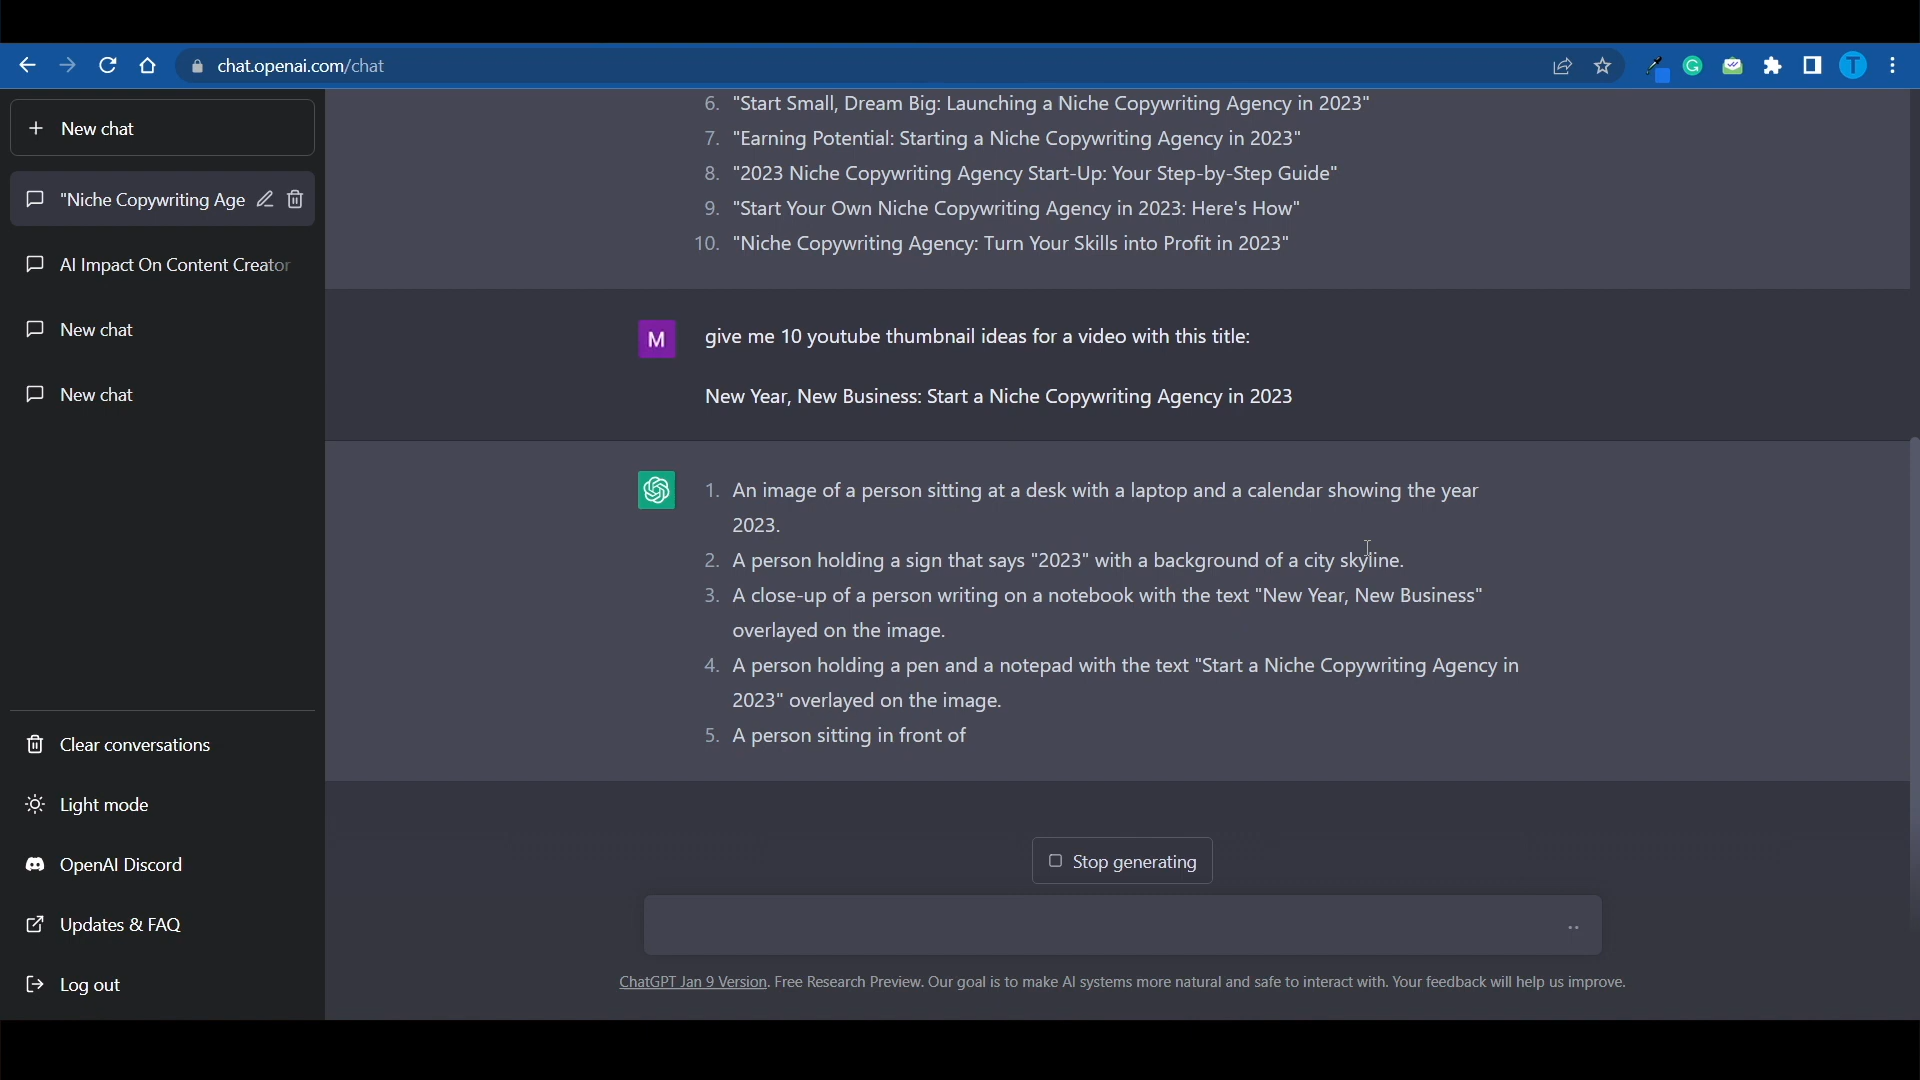 chat.openai.com/chat
T
New chat
"Niche Copywriting Age
AI Impact On Content Creator
New chat
New chat
Clear conversations
Light mode
OpenAI Discord
Updates & FAQ
Log out
6. "Start Small, Dream Big: Launching a Niche Copywriting Agency in 2023"
7. "Earning Potential: Starting a Niche Copywriting Agency in 2023"
8. "2023 Niche Copywriting Agency Start-Up: Your Step-by-Step Guide"
9. "Start Your Own Niche Copywriting Agency in 2023: Here's How"
10. "Niche Copywriting Agency: Turn Your Skills into Profit in 2023"
M
give me 10 youtube thumbnail ideas for a video with this title:
New Year, New Business: Start a Niche Copywriting Agency in 2023
1. An image of a person sitting at a desk with a laptop and a calendar showing the year
2023.
2. A person holding a sign that says "2023" with a background of a city skyline.
3. A close-up of a person writing on a notebook with the text "New Year, New Business"
overlayed on the image.
4. A person holding a pen and a notepad with the text "Start a Niche Copywriting Agency in
2023" overlayed on the image.
5. A person sitting in front of
Stop generating
ChatGPT Jan 9 Version. Free Research Preview. Our goal is to make AI systems more natural and safe to interact with. Your feedback will help us improve.